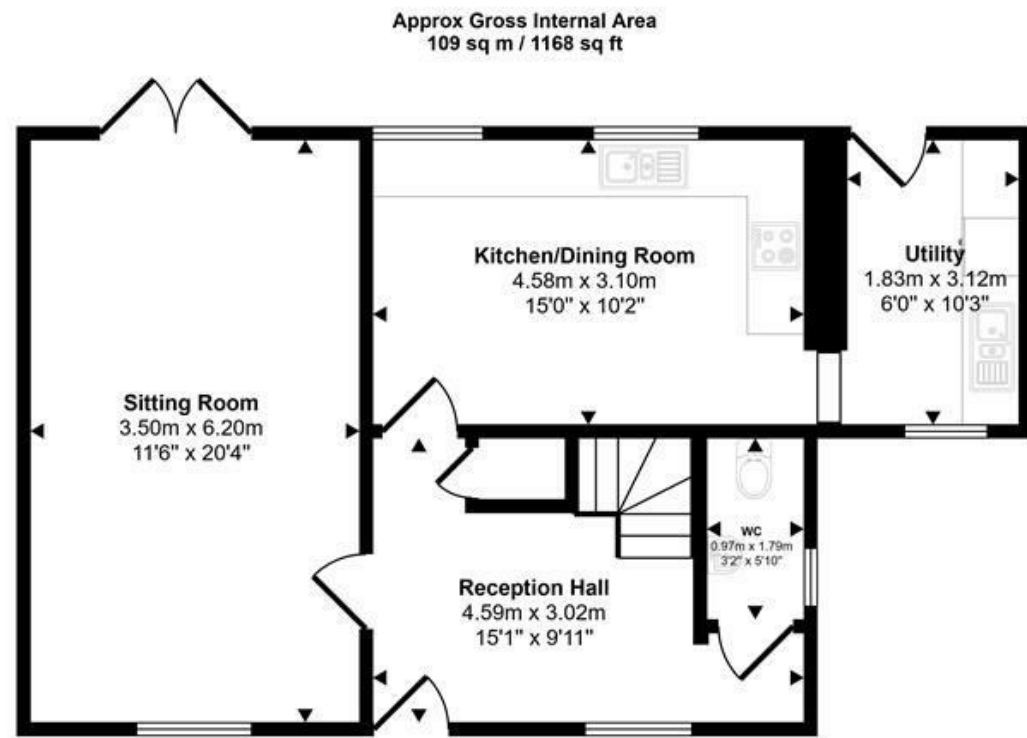 Approx Gross Internal Area
109 sq m / 1168 sq ft
Kitchen/Dining Room
4.58m x 3.10m
15'0" x 10'2"
Utility
1.83m x 3.12m
6'0" x 10'3"
Sitting Room
3.50m x 6.20m
11'6" x 20'4"
WC
0.97m x 1.79m
3'2" x 5'10"
Reception Hall
4.59m x 3.02m
15'1" x 9'11"